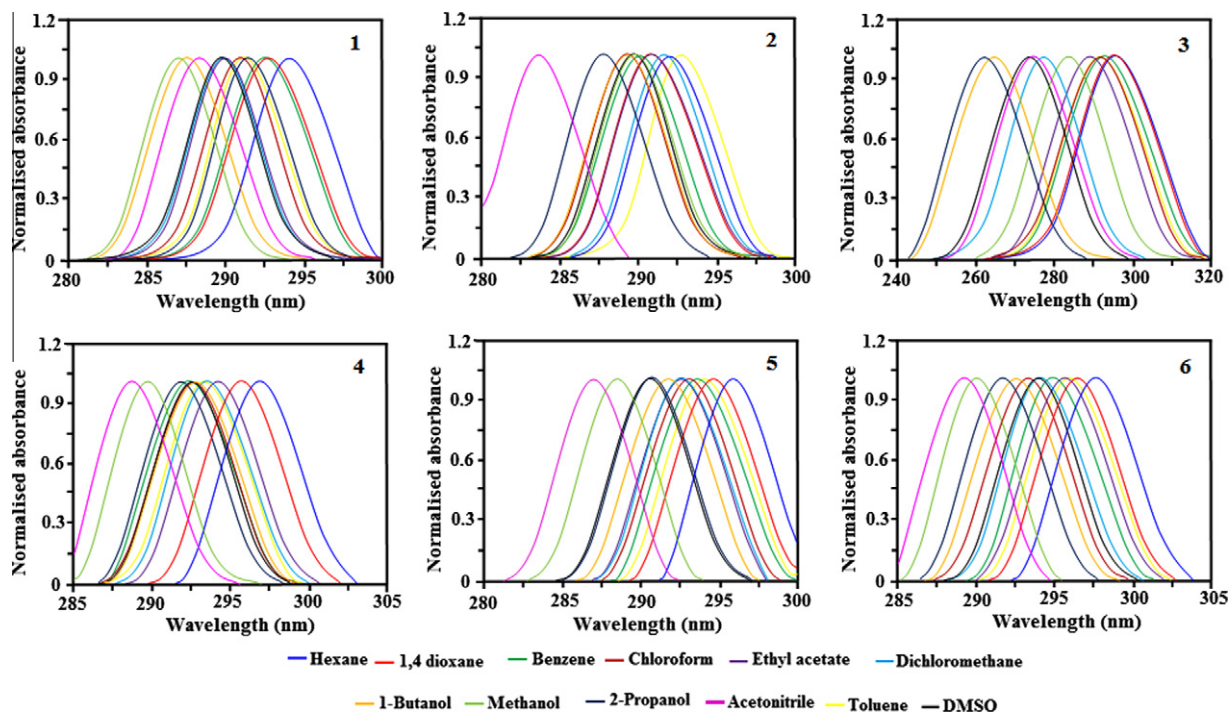 1
1.2
1.0
0.6
0.3
0
Normalised absorbance
280 285 290 295 300
Wavelength (nm)
2
1.2
1.0
0.6
0.3
0
Normalised absorbance
280 285 290 295 300
Wavelength (nm)
3
1.2
1.0
0.6
0.3
0
Normalised absorbance
240 260 280 300 320
Wavelength (nm)
4
1.2
1.0
0.6
0.3
0
Normalised absorbance
285 290 295 300 305
Wavelength (nm)
5
1.2
1.0
0.6
0.3
0
Normalised absorbance
280 285 290 295 300
Wavelength (nm)
6
1.2
1.0
0.6
0.3
0
Normalised absorbance
285 290 295 300 305
Wavelength (nm)
Hexane 1,4 dioxane Benzene Chloroform Ethyl acetate Dichloromethane
1-Butanol Methanol 2-Propanol Acetonitrile Toluene DMSO